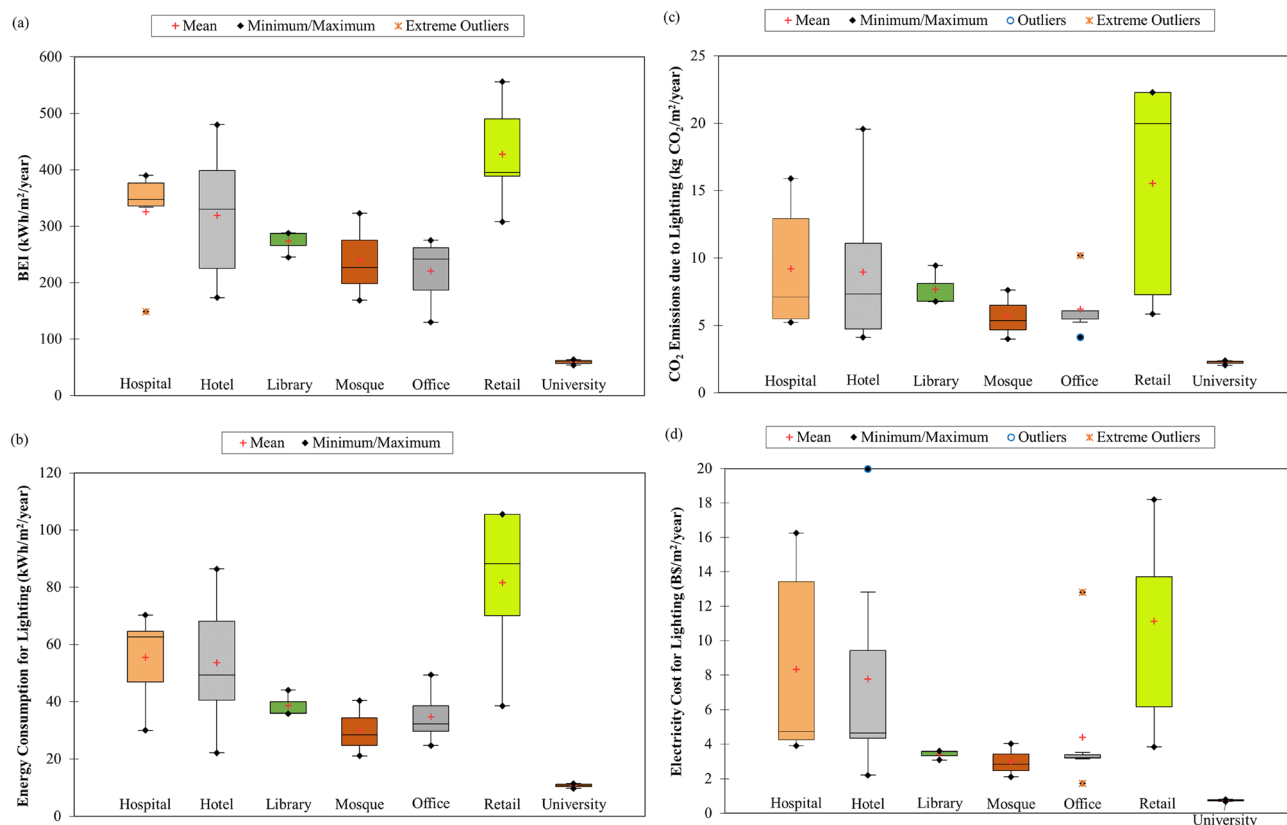 (a)
+ Mean ◆ Minimum/Maximum ✱ Extreme Outliers
BEI (kWh/m²/year)
600
500
400
300
200
100
0
Hospital Hotel Library Mosque Office Retail University
(c)
+ Mean ◆ Minimum/Maximum ○ Outliers ✱ Extreme Outliers
CO₂ Emissions due to Lighting (kg CO₂/m²/year)
25
20
15
10
5
0
Hospital Hotel Library Mosque Office Retail University
(b)
+ Mean ◆ Minimum/Maximum
Energy Consumption for Lighting (kWh/m²/year)
120
100
80
60
40
20
0
Hospital Hotel Library Mosque Office Retail University
(d)
+ Mean ◆ Minimum/Maximum ○ Outliers ✱ Extreme Outliers
Electricity Cost for Lighting (B$/m²/year)
20
18
16
14
12
10
8
6
4
2
0
Hospital Hotel Library Mosque Office Retail
University